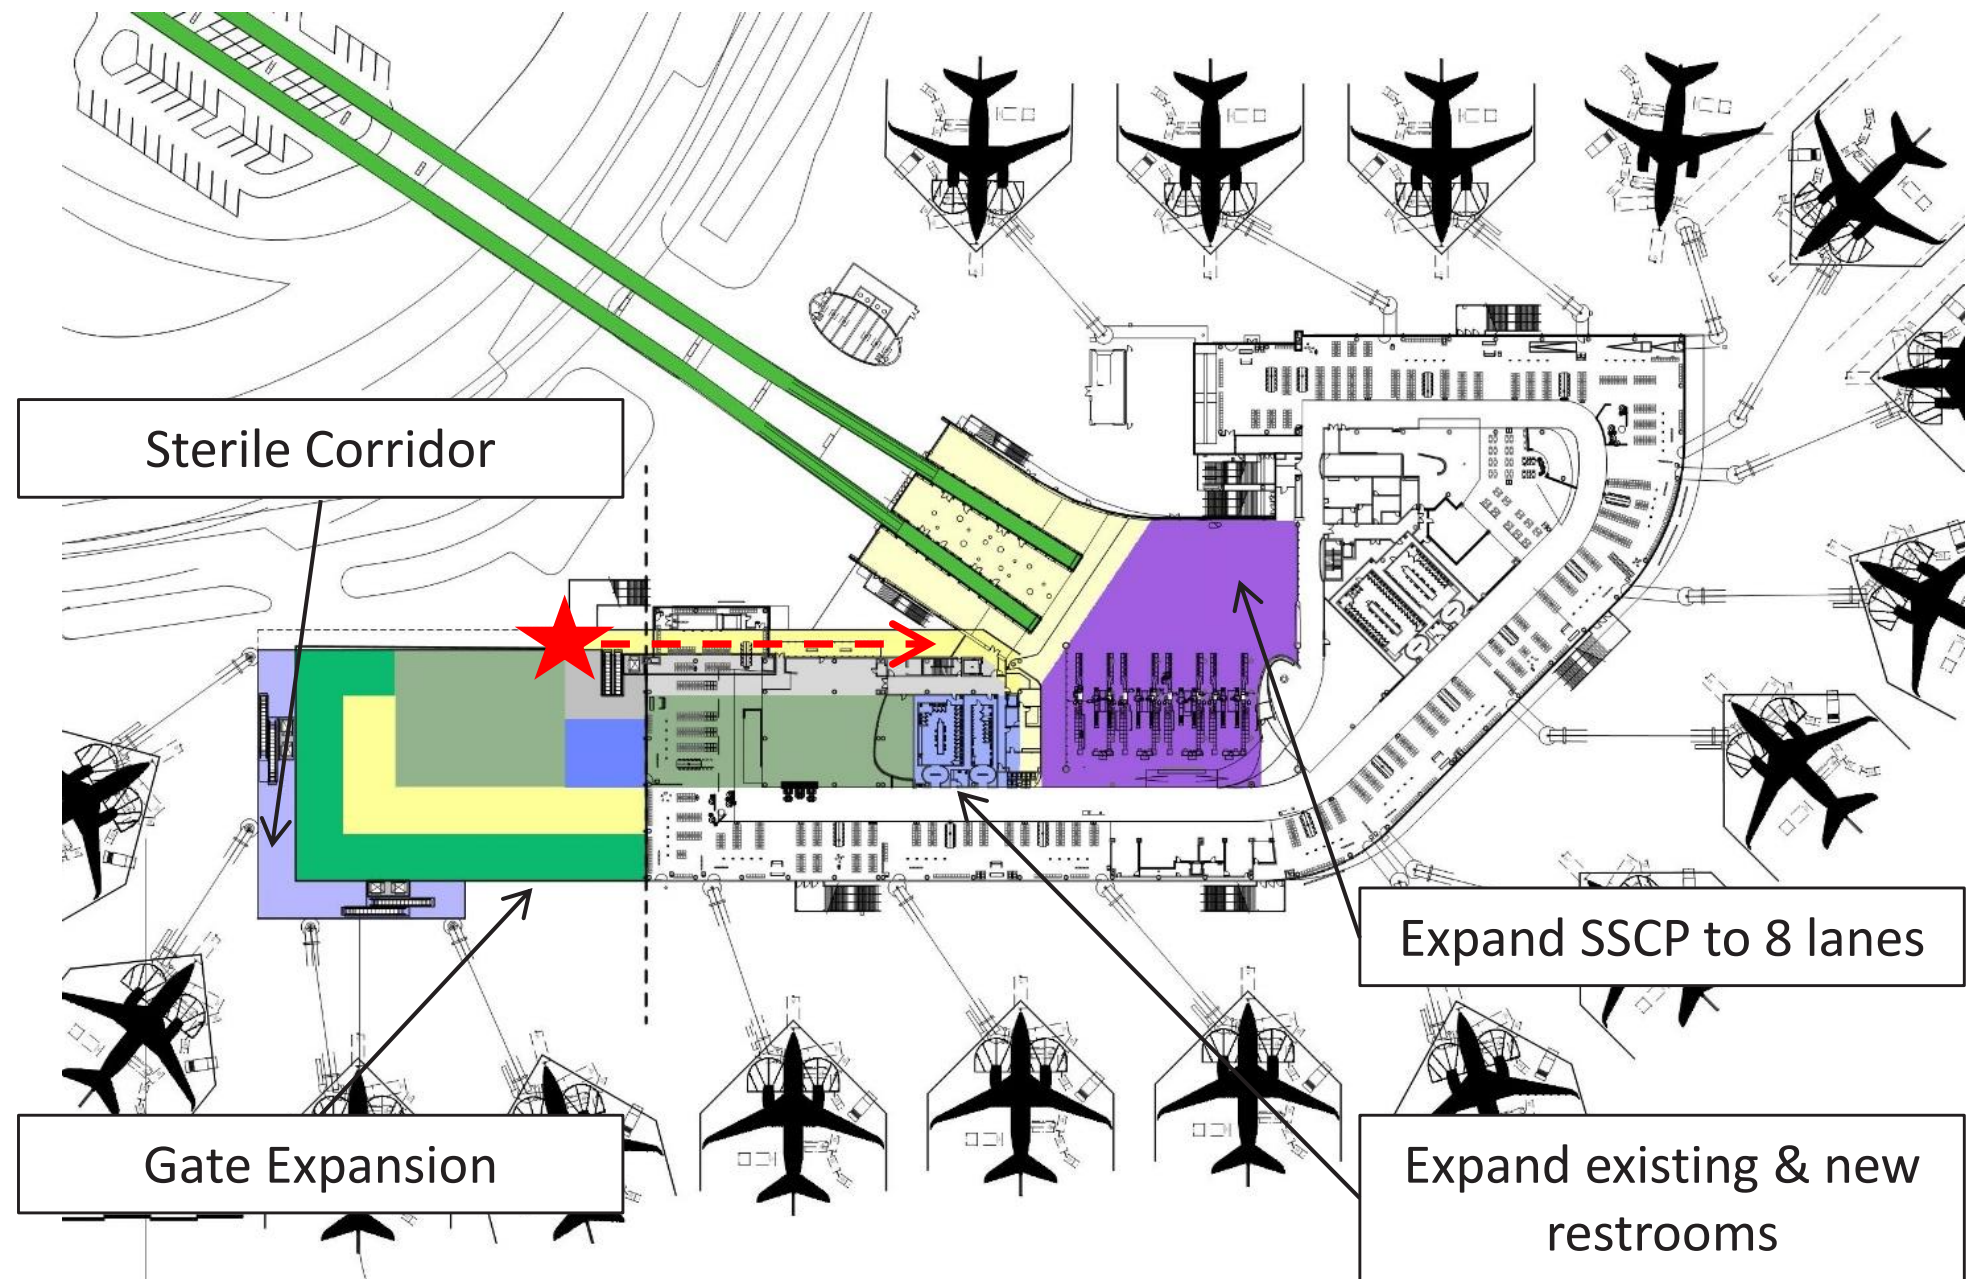 Sterile Corridor
Expand SSCP to 8 lanes
Gate Expansion
Expand existing & new
restrooms